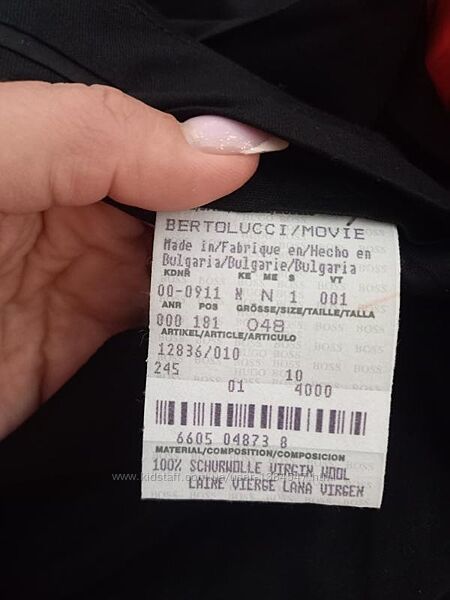 BERTOLUCCI/MOVIE
Made in/Fabrique en/Hecho en
Bulgaria/Bulgarie/Bulgaria
KDNR KE ME S VT
00-0911 N N 1 001
ANR POS GRÖSSE/SIZE/TAILLE/TALLA
000 181 048
ARTIKEL/ARTICLE/ARTICULO
12836/010
245 10
01 4000
6605 04873 8
MATERIAL/COMPOSITION/COMPOSICION
100% SCHURWOLLE VIRGIN WOOL
LAINE VIERGE LANA VIRGEN